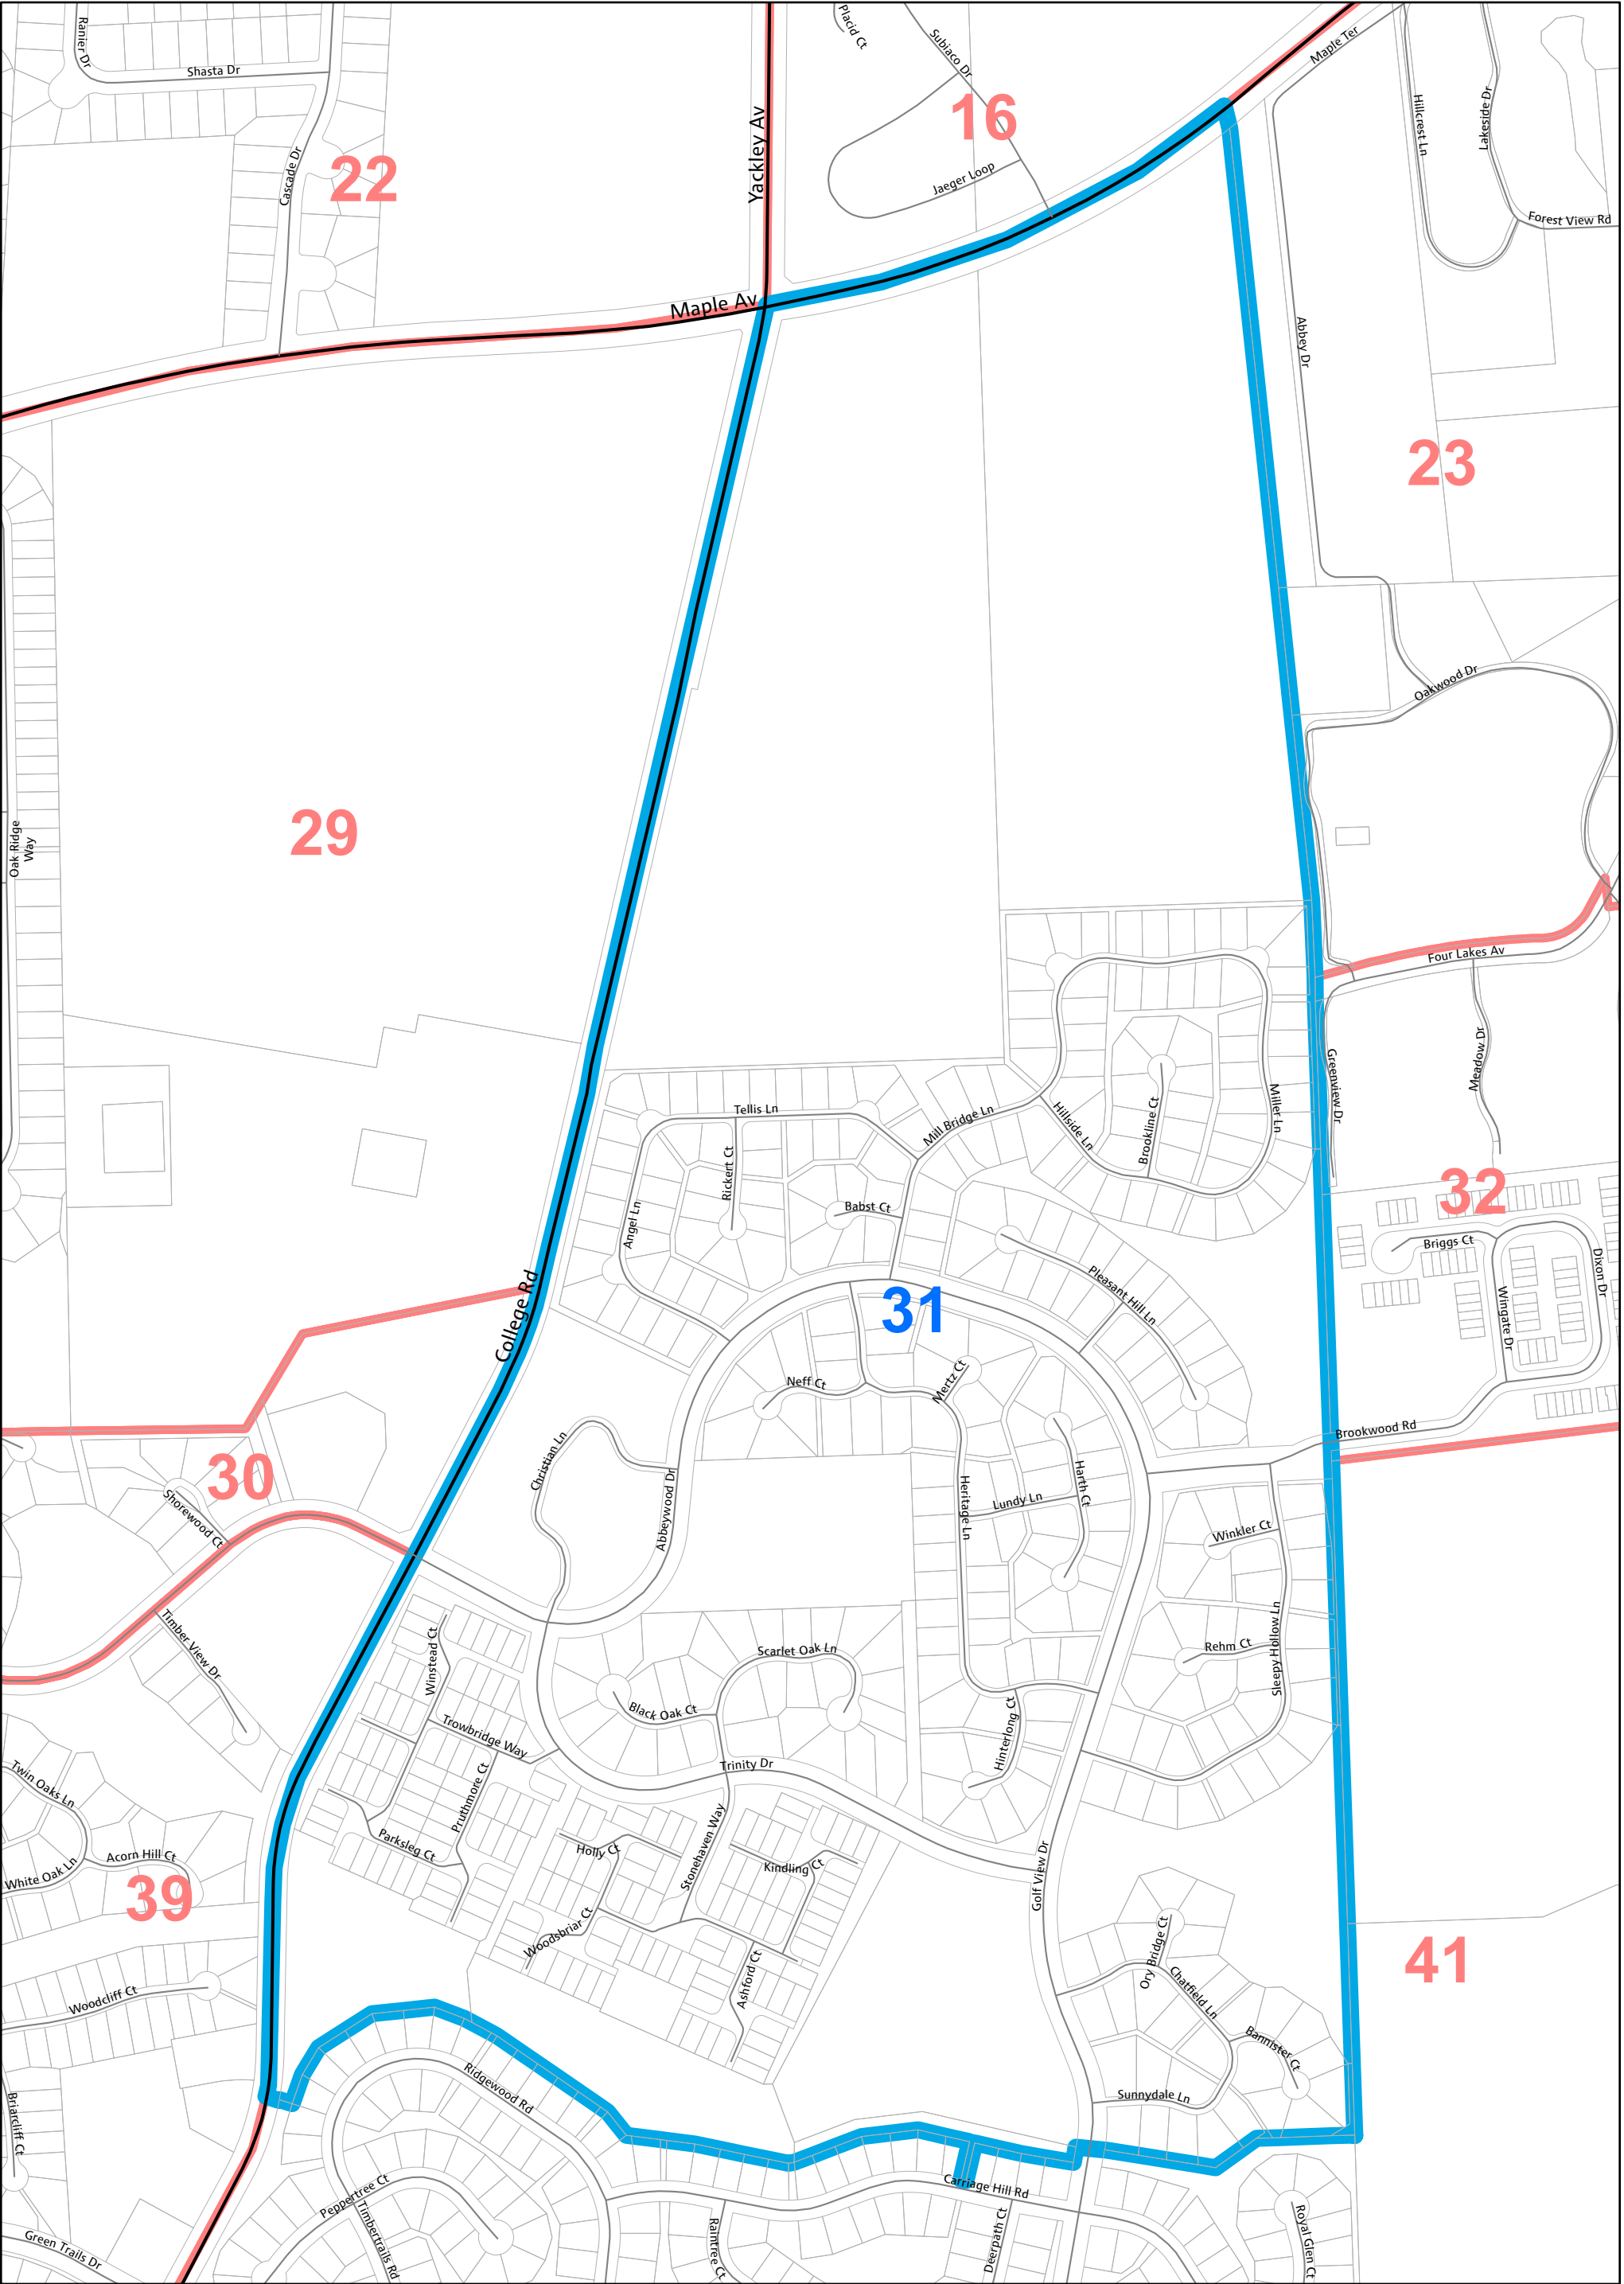 Ranier Dr
Shasta Dr
Cascade Dr
22
Yackley Av
Placid Ct
Subiaco Dr
16
Jaeger Loop
Maple Ter
Hillcrest Ln
Lakeside Dr
Forest View Rd
Maple Av
Abbey Dr
23
Oakwood Dr
29
Oak Ridge
Way
Four Lakes Av
Greenview Dr
Meadow Dr
Tellis Ln
Mill Bridge Ln
Hillside Ln
Brookline Ct
Miller Ln
Rickert Ct
Angel Ln
Babst Ct
32
Briggs Ct
Dixon Dr
Wingate Dr
Pleasant Hill Ln
31
College Rd
Neff Ct
Mertz Ct
Brookwood Rd
Christian Ln
Abbeywood Dr
Heritage Ln
Lundy Ln
Harth Ct
Winkler Ct
30
Shorewood Ct
Timber View Dr
Winstead Ct
Scarlet Oak Ln
Black Oak Ct
Rehm Ct
Sleapy Hollow Ln
Hinterlong Ct
Trowbridge Way
Trinity Dr
Pruthmore Ct
Twin Oaks Ln
Acorn Hill Ct
White Oak Ln
39
Parksleg Ct
Holly Ct
Stonehaven Way
Kindling Ct
Golf View Dr
Woodsbriar Ct
Ashford Ct
Ory Bridge Ct
Chatfield Ln
Bannister Ct
41
Woodcliff Ct
Ridgewood Rd
Sunnydale Ln
Briarcliff Ct
Peppertree Ct
Timbertrails Rd
Carriage Hill Rd
Green Trails Dr
Raintree Ct
Deerpath Ct
Royal Glen Ct